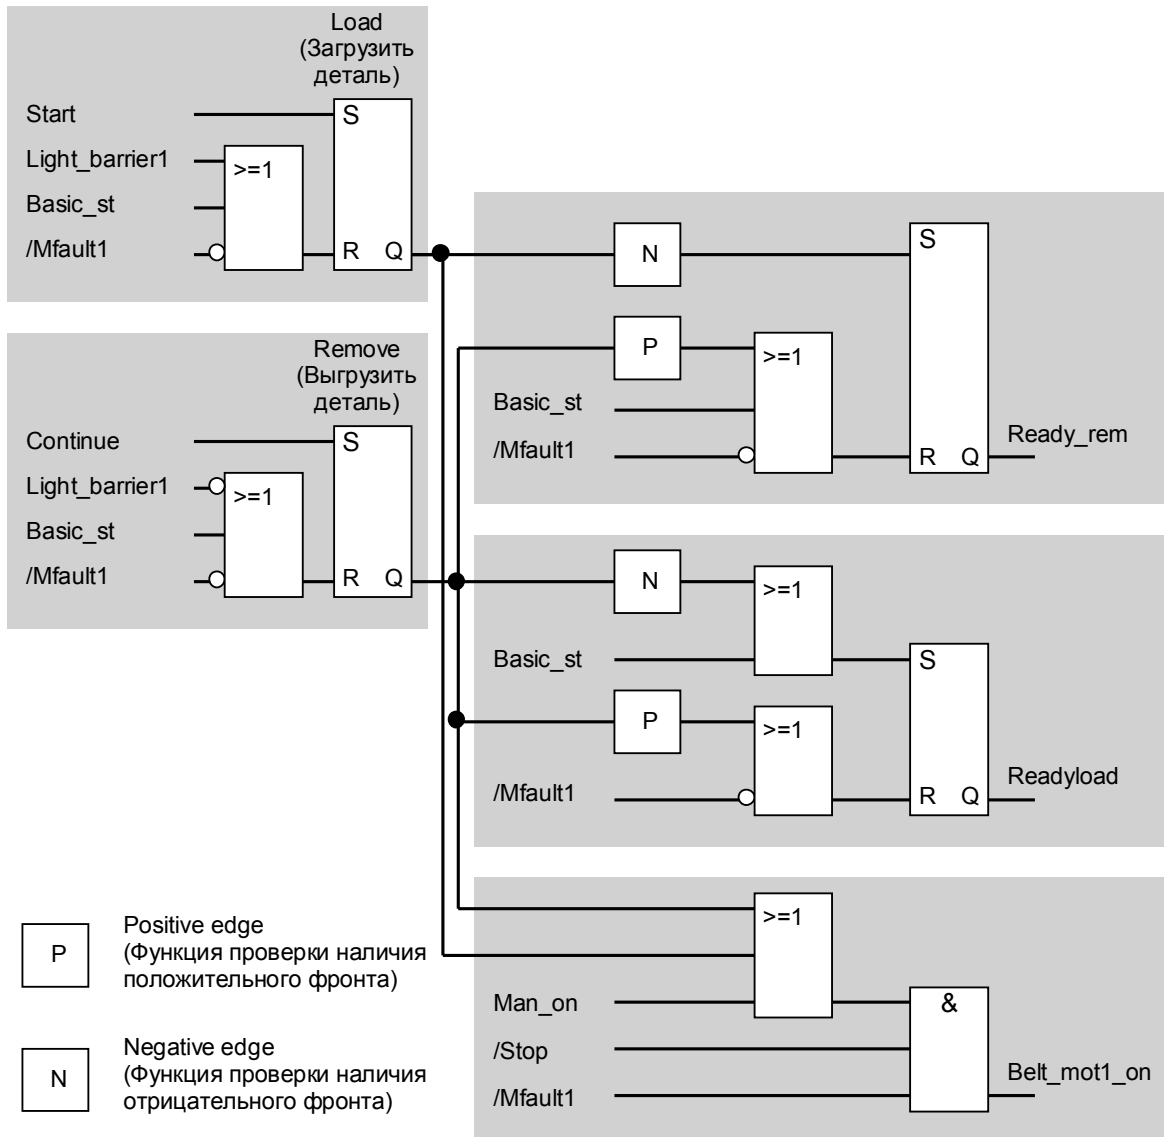 Load
(Загрузить
деталь)
Start
S
Light_barrier1
>=1
Basic_st
/Mfault1
R Q
Remove
(Выгрузить
деталь)
Continue
S
Light_barrier1
>=1
Basic_st
/Mfault1
R Q
N
S
P
>=1
Basic_st
/Mfault1
R Q
Ready_rem
N
>=1
Basic_st
S
P
>=1
/Mfault1
R Q
Readyload
>=1
Man_on
&
/Stop
/Mfault1
Belt_mot1_on
P
Positive edge
(Функция проверки наличия
положительного фронта)
N
Negative edge
(Функция проверки наличия
отрицательного фронта)